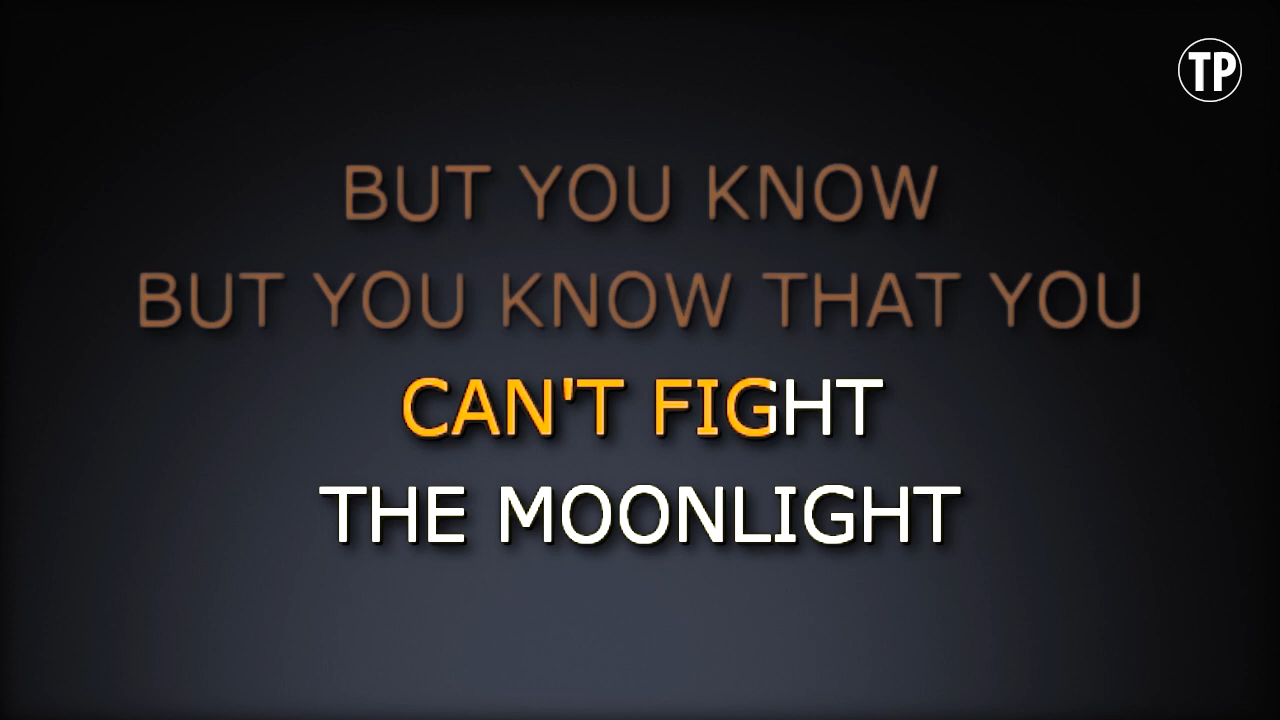 TP
BUT YOU KNOW
BUT YOU KNOW THAT YOU
CAN'T FIGHT
THE MOONLIGHT